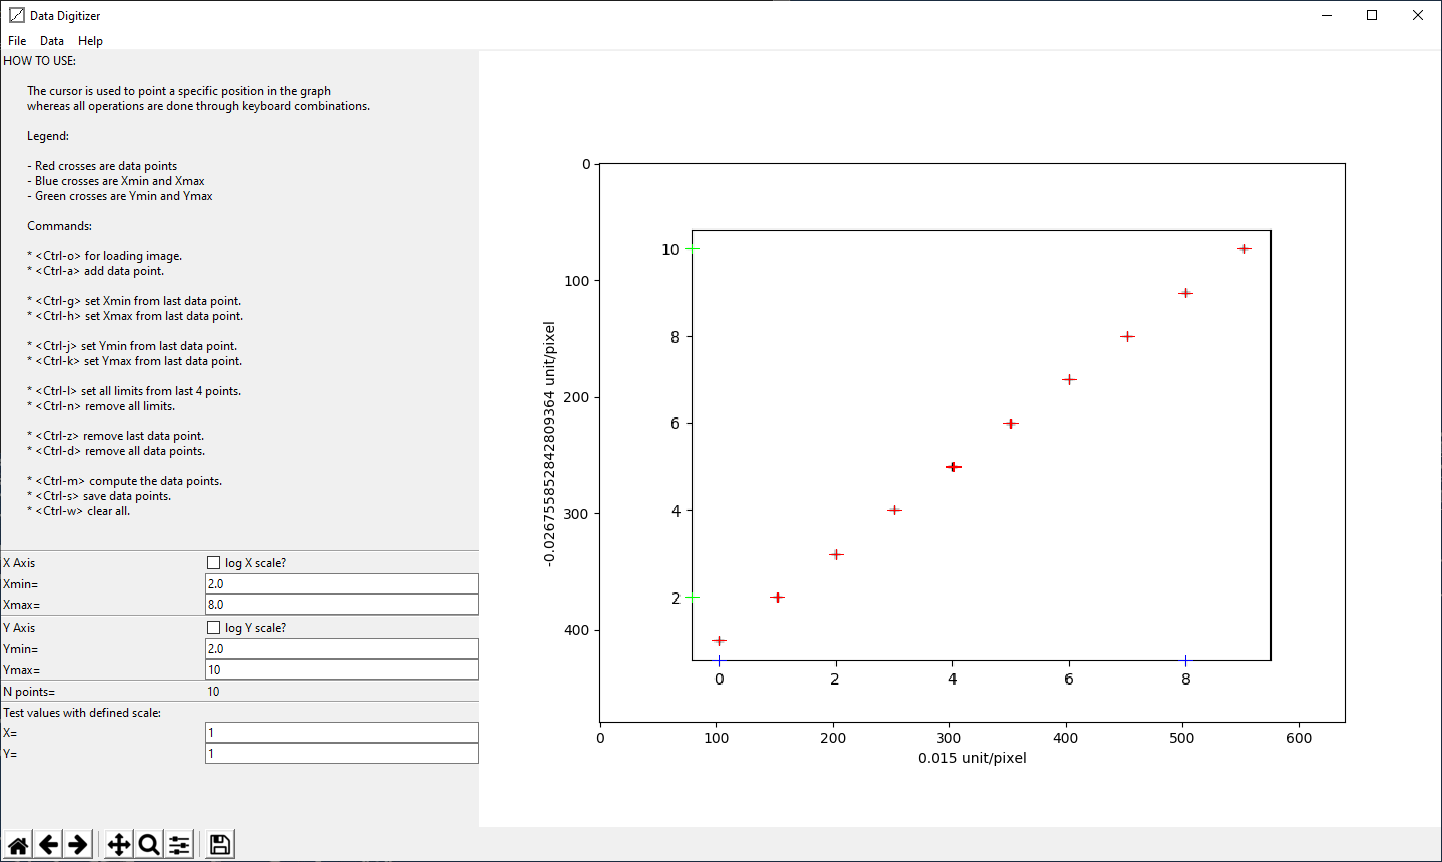 Data Digitizer
File Data Help
HOW TO USE:
The cursor is used to point a specific position in the graph
whereas all operations are done through keyboard combinations.
Legend:
- Red crosses are data points
- Blue crosses are Xmin and Xmax
- Green crosses are Ymin and Ymax
Commands:
* <Ctrl-o> for loading image.
* <Ctrl-a> add data point.
* <Ctrl-g> set Xmin from last data point.
* <Ctrl-h> set Xmax from last data point.
* <Ctrl-j> set Ymin from last data point.
* <Ctrl-k> set Ymax from last data point.
* <Ctrl-l> set all limits from last 4 points.
* <Ctrl-n> remove all limits.
* <Ctrl-z> remove last data point.
* <Ctrl-d> remove all data points.
* <Ctrl-m> compute the data points.
* <Ctrl-s> save data points.
* <Ctrl-w> clear all.
X Axis log X scale?
Xmin= 2.0
Xmax= 8.0
Y Axis log Y scale?
Ymin= 2.0
Ymax= 10
N points= 10
Test values with defined scale:
X= 1
Y= 1
0
100
200
300
400
-0.026755852842809364 unit/pixel
10
8
6
4
2
0 2 4 6 8
0 100 200 300 400 500 600
0.015 unit/pixel